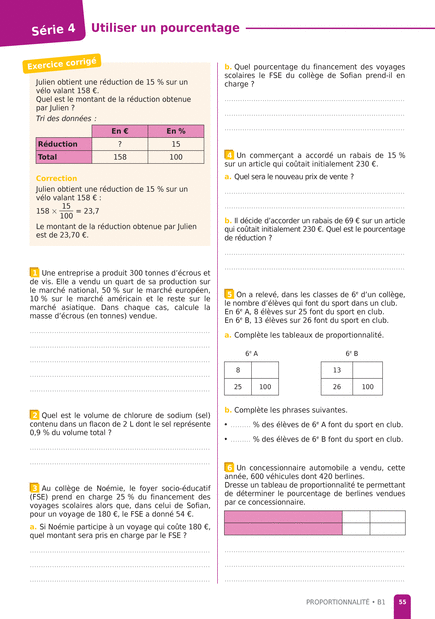 Série 4
Utiliser un pourcentage
Exercice corrigé
Julien obtient une réduction de 15 % sur un
vélo valant 158 €.
Quel est le montant de la réduction obtenue
par Julien ?
Tri des données :
En € En %
Réduction ? 15
Total 158 100
Correction
Julien obtient une réduction de 15 % sur un
vélo valant 158 € :
158 × 15/100 = 23,7
Le montant de la réduction obtenue par Julien
est de 23,70 €.
1 Une entreprise a produit 300 tonnes d'écrous et
de vis. Elle a vendu un quart de sa production sur
le marché national, 50 % sur le marché européen,
10 % sur le marché américain et le reste sur le
marché asiatique. Dans chaque cas, calcule la
masse d'écrous (en tonnes) vendue.
2 Quel est le volume de chlorure de sodium (sel)
contenu dans un flacon de 2 L dont le sel représente
0,9 % du volume total ?
3 Au collège de Noémie, le foyer socio-éducatif
(FSE) prend en charge 25 % du financement des
voyages scolaires alors que, dans celui de Sofian,
pour un voyage de 180 €, le FSE a donné 54 €.
a. Si Noémie participe à un voyage qui coûte 180 €,
quel montant sera pris en charge par le FSE ?
b. Quel pourcentage du financement des voyages
scolaires le FSE du collège de Sofian prend-il en
charge ?
4 Un commerçant a accordé un rabais de 15 %
sur un article qui coûtait initialement 230 €.
a. Quel sera le nouveau prix de vente ?
b. Il décide d'accorder un rabais de 69 € sur un article
qui coûtait initialement 230 €. Quel est le pourcentage
de réduction ?
5 On a relevé, dans les classes de 6e d'un collège,
le nombre d'élèves qui font du sport dans un club.
En 6e A, 8 élèves sur 25 font du sport en club.
En 6e B, 13 élèves sur 26 font du sport en club.
a. Complète les tableaux de proportionnalité.
6e A 6e B
8 13
25 100 26 100
b. Complète les phrases suivantes.
• ......... % des élèves de 6e A font du sport en club.
• ......... % des élèves de 6e B font du sport en club.
6 Un concessionnaire automobile a vendu, cette
année, 600 véhicules dont 420 berlines.
Dresse un tableau de proportionnalité te permettant
de déterminer le pourcentage de berlines vendues
par ce concessionnaire.
PROPORTIONNALITÉ • B1 55